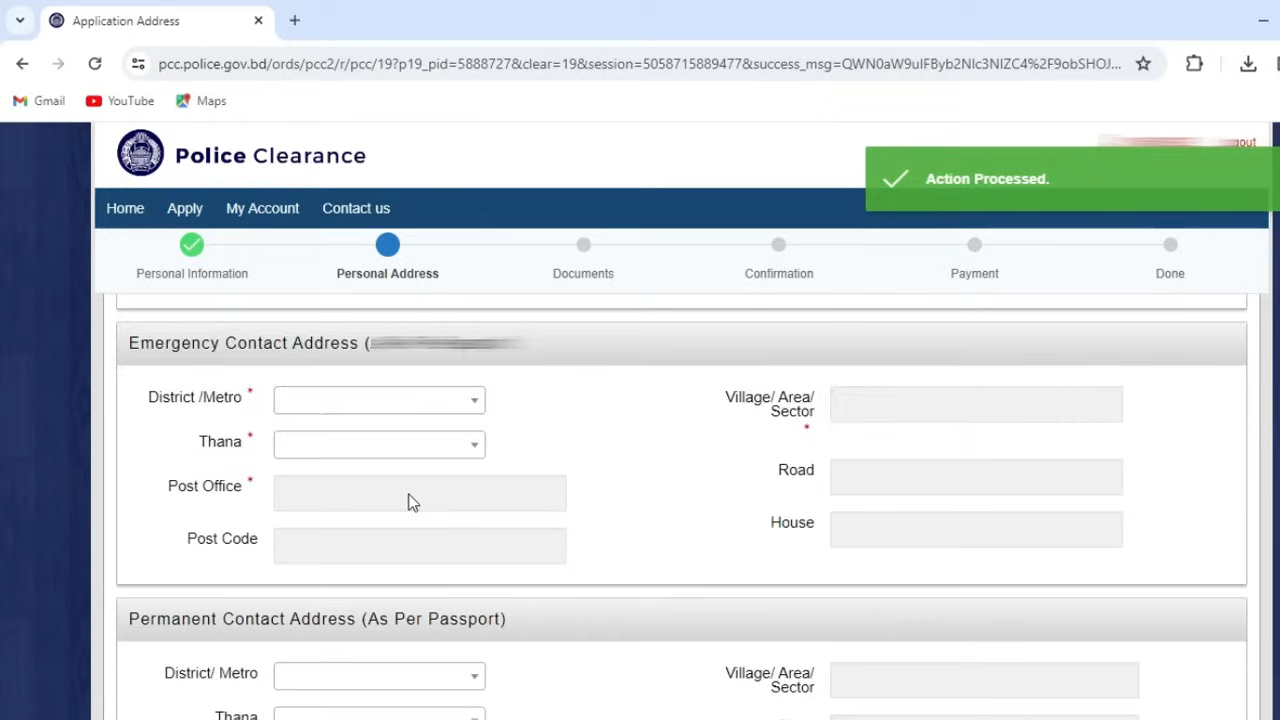 Application Address
pcc.police.gov.bd/ords/pcc2/r/pcc/19?p19_pid=5888727&clear=19&session=5058715889477&success_msg=QWN0aW9uIFByb2Nlc3NlZC4%2F9obSHOJ...
Gmail YouTube Maps
Police Clearance
Action Processed.
Home Apply My Account Contact us
Personal Information Personal Address Documents Confirmation Payment Done
Emergency Contact Address (
District /Metro *
Village/ Area/
Sector
*
Thana *
Road
Post Office *
House
Post Code
Permanent Contact Address (As Per Passport)
District/ Metro
Village/ Area/
Sector
Thana